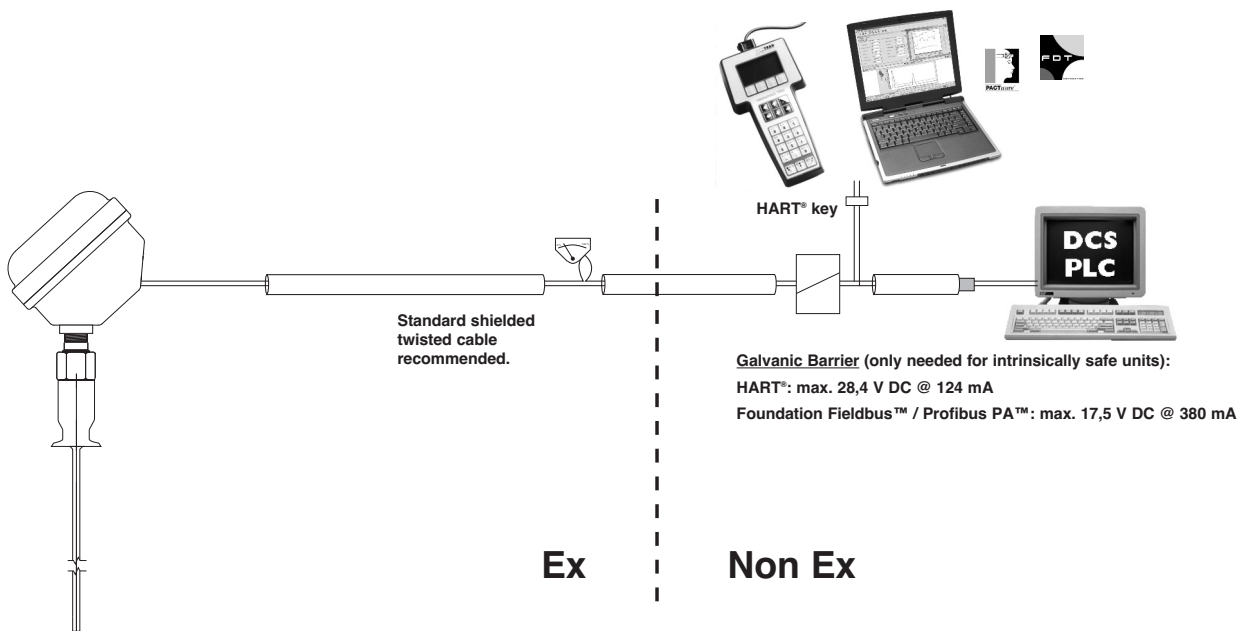 PACTware
FDT
HART® key
DCS
PLC
Standard shielded
twisted cable
recommended.
Galvanic Barrier (only needed for intrinsically safe units):
HART®: max. 28,4 V DC @ 124 mA
Foundation Fieldbus™ / Profibus PA™: max. 17,5 V DC @ 380 mA
Ex
Non Ex